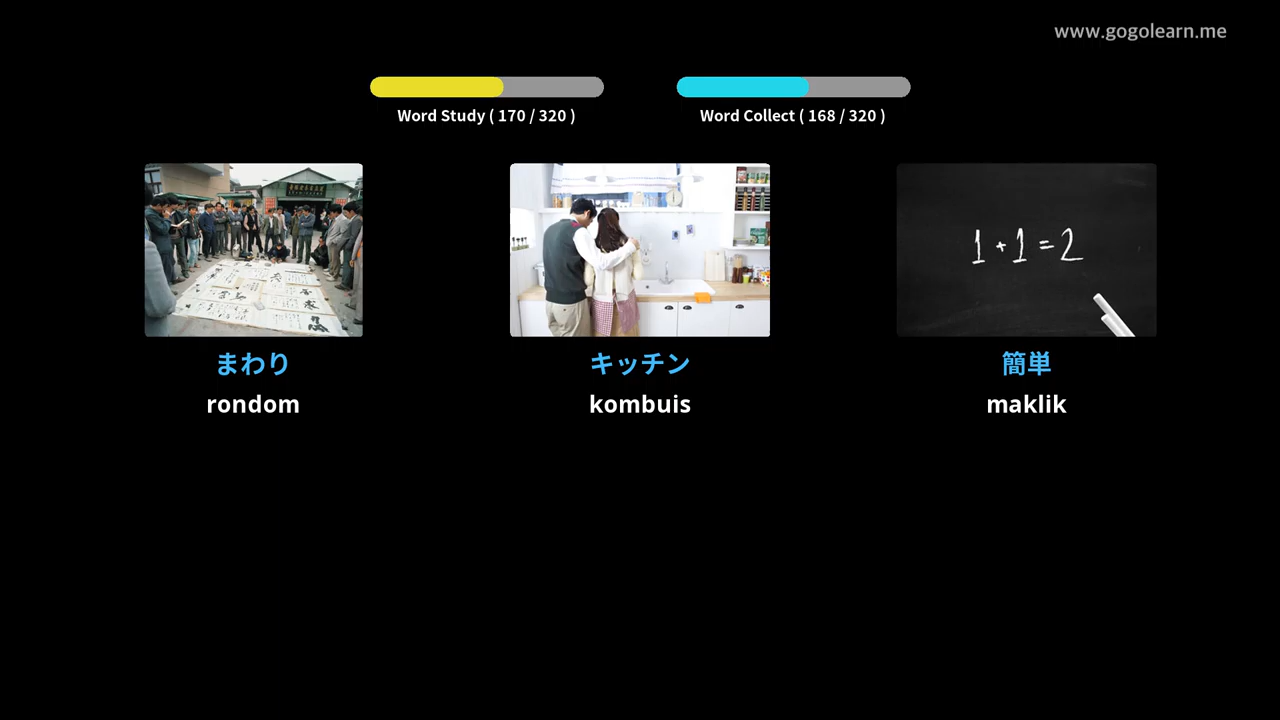 www.gogolearn.me
Word Study ( 170 / 320 )
Word Collect ( 168 / 320 )
1 + 1 = 2
まわり
キッチン
簡単
rondom
kombuis
maklik